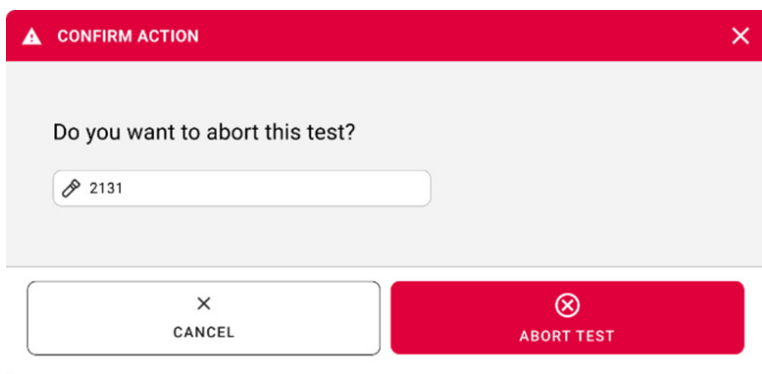 CONFIRM ACTION
Do you want to abort this test?
2131
CANCEL
ABORT TEST